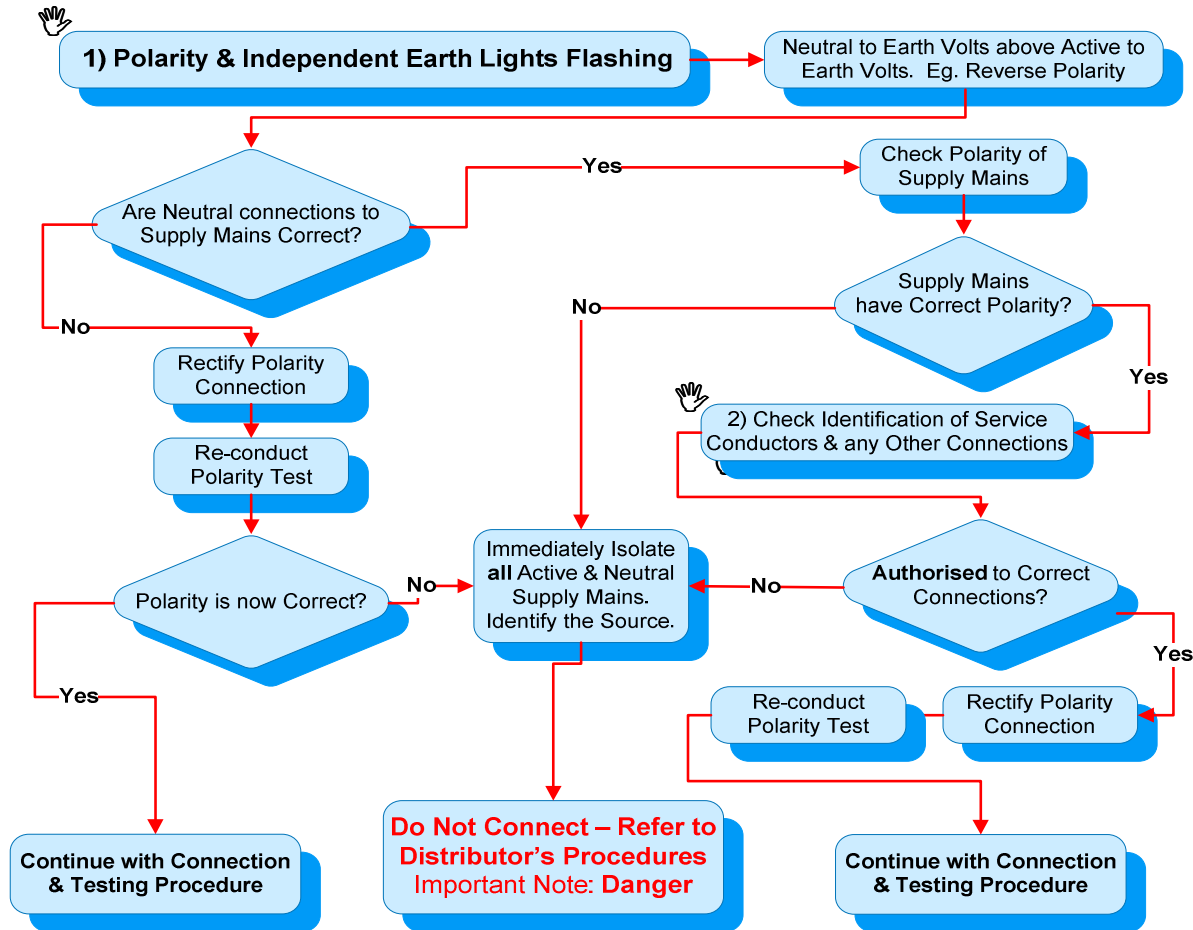 1) Polarity & Independent Earth Lights Flashing
Neutral to Earth Volts above Active to
Earth Volts. Eg. Reverse Polarity
Are Neutral connections to
Supply Mains Correct?
Yes
Check Polarity of
Supply Mains
Supply Mains
have Correct Polarity?
No
Yes
No
Rectify Polarity
Connection
Re-conduct
Polarity Test
2) Check Identification of Service
Conductors & any Other Connections
Polarity is now Correct?
No
Immediately Isolate
all Active & Neutral
Supply Mains.
Identify the Source.
No
Authorised to Correct
Connections?
Yes
Yes
Re-conduct
Polarity Test
Rectify Polarity
Connection
Continue with Connection
& Testing Procedure
Do Not Connect – Refer to
Distributor's Procedures
Important Note: Danger
Continue with Connection
& Testing Procedure